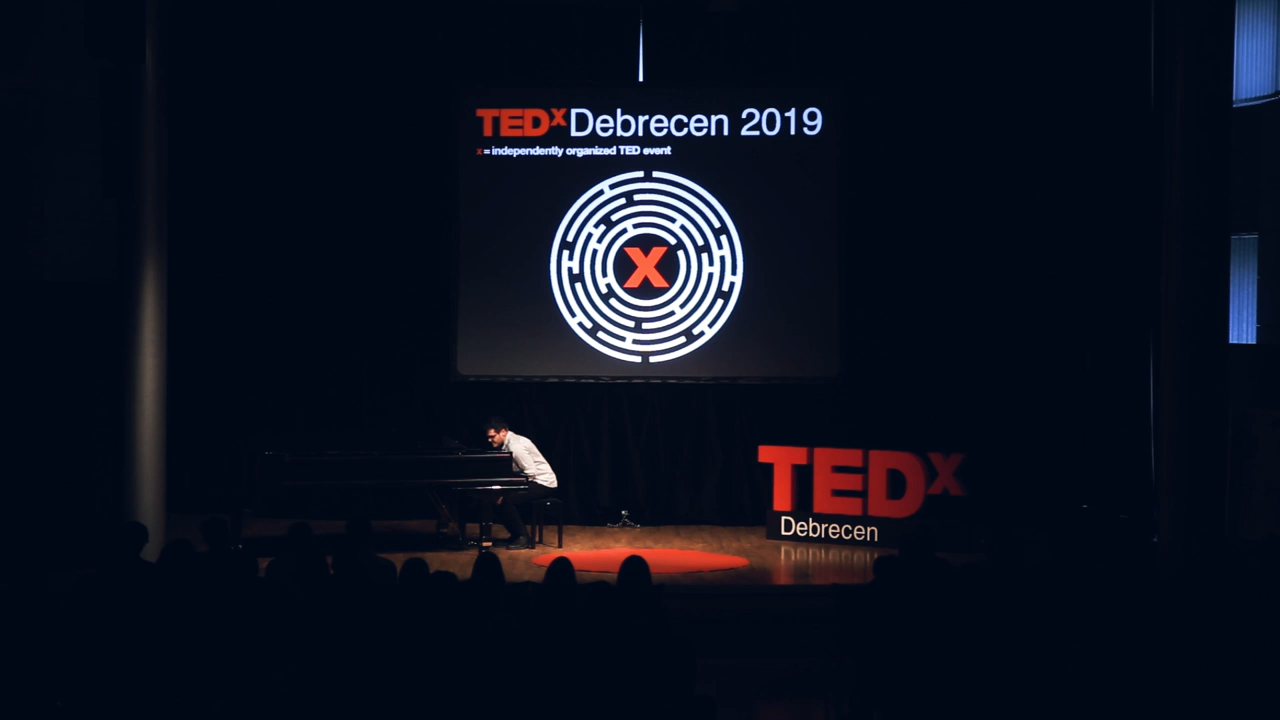 TEDx Debrecen 2019
x = independently organized TED event
x
TEDx
Debrecen